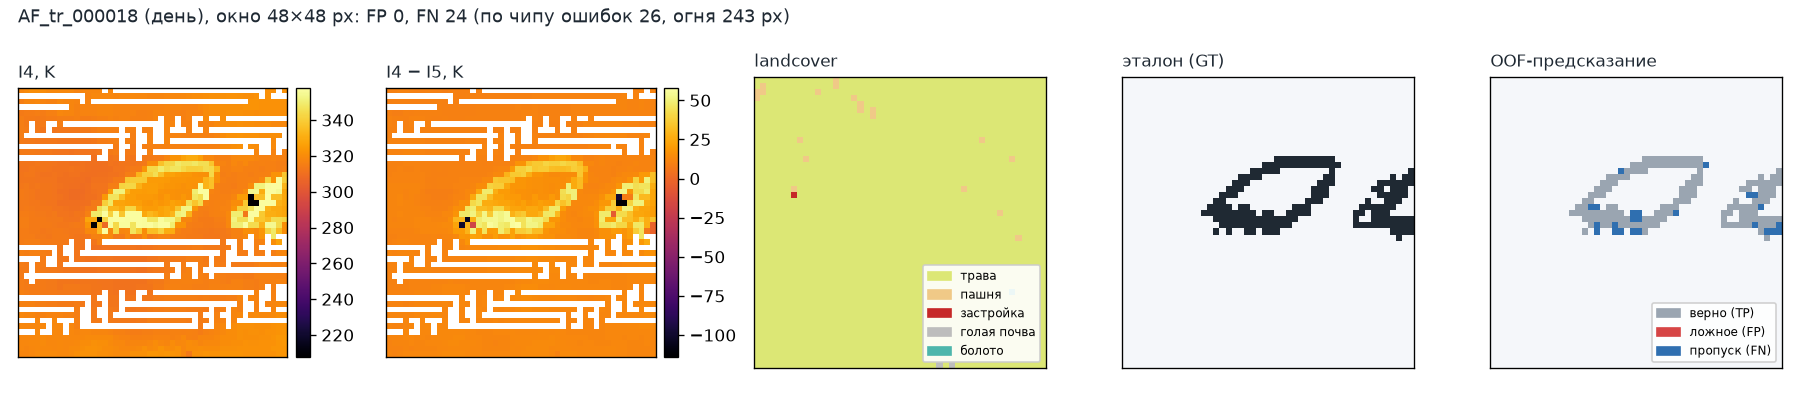 AF_tr_000018 (день), окно 48×48 px: FP 0, FN 24 (по чипу ошибок 26, огня 243 px)
I4, K
340
320
300
280
260
240
220
I4 − I5, K
50
25
0
−25
−50
−75
−100
landcover
трава
пашня
застройка
голая почва
болото
эталон (GT)
OOF-предсказание
верно (TP)
ложное (FP)
пропуск (FN)